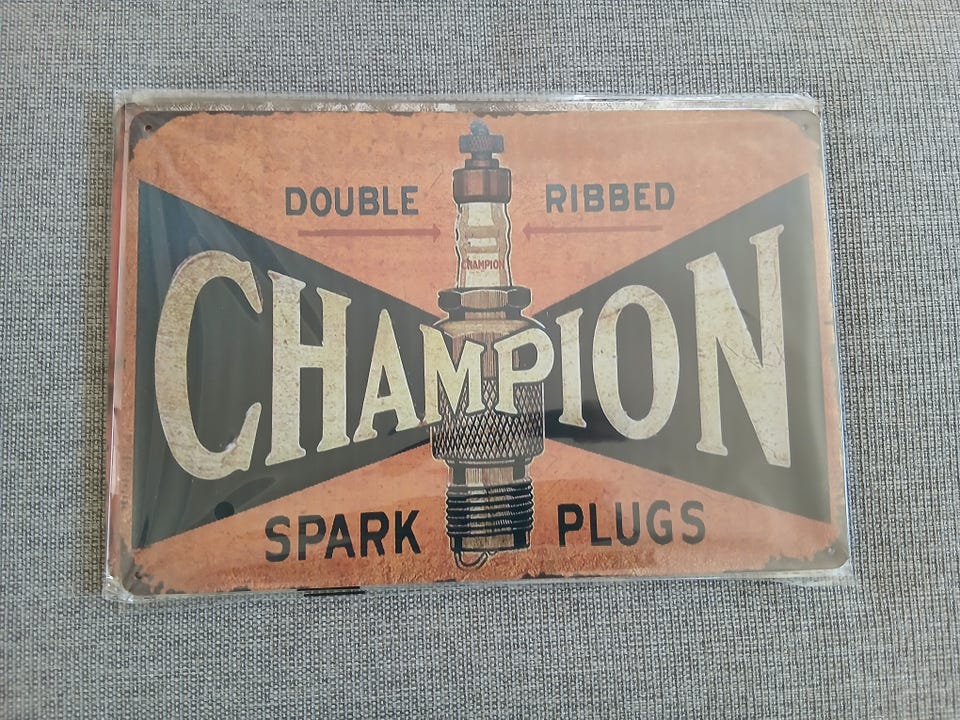 DOUBLE RIBBED
CHAMPION
CHAMPION
SPARK PLUGS